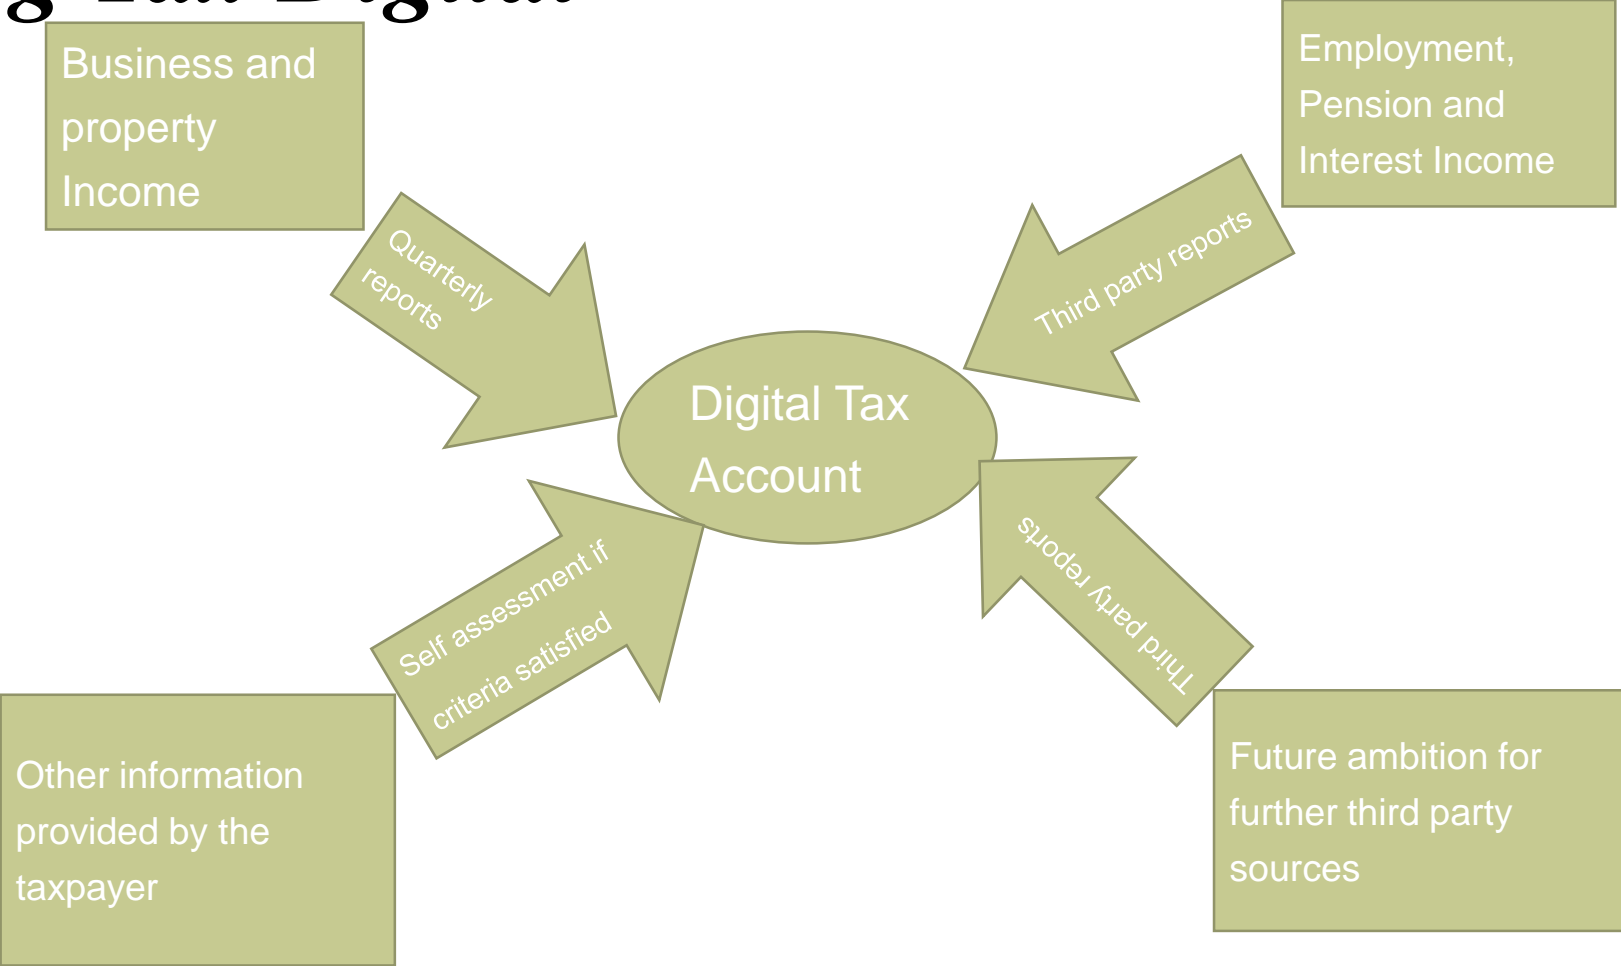 g Tax Digital
Business and
property
Income
Employment,
Pension and
Interest Income
Quarterly
reports
Third party reports
Digital Tax
Account
Self assessment if
criteria satisfied
Third party reports
Other information
provided by the
taxpayer
Future ambition for
further third party
sources